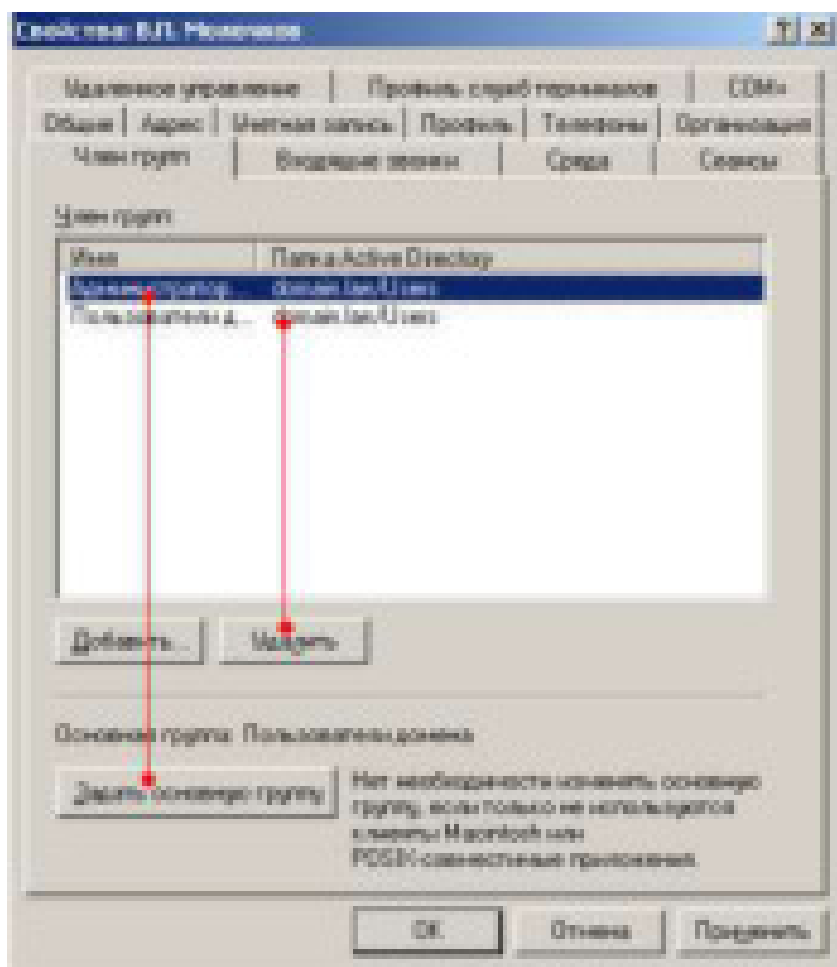 Свойства: В.П.
Удаленное управление Профиль служб терминалов COM+
Общие Адрес Учетная запись Профиль Телефоны Организация
Член групп Входящие звонки Среда Сеансы
Член групп:
Имя Папка Active Directory
Администратор... domain.lan/Users
Пользователи д... domain.lan/Users
Добавить... Удалить
Основная группа: Пользователи домена
Задать основную группу
Нет необходимости изменять основную
группу, если только не используются
клиенты Macintosh или
POSIX-совместимые приложения.
OK Отмена Применить